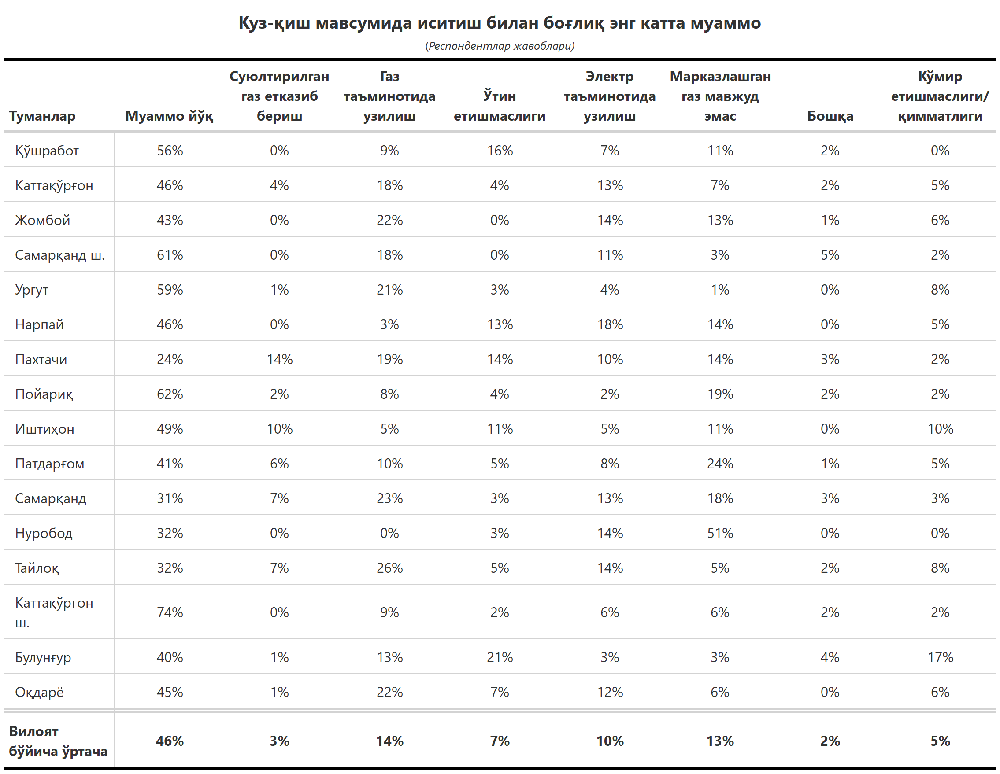 Куз-қиш мавсумида иситиш билан боғлиқ энг катта муаммо
(Респондентлар жавоблари)
Туманлар Муаммо йўқ Суюлтирилган газ етказиб бериш Газ таъминотида узилиш Ўтин етишмаслиги Электр таъминотида узилиш Марказлашган газ мавжуд эмас Бошқа Кўмир етишмаслиги/ қимматлиги
Қўшработ 56% 0% 9% 16% 7% 11% 2% 0%
Каттақўрғон 46% 4% 18% 4% 13% 7% 2% 5%
Жомбой 43% 0% 22% 0% 14% 13% 1% 6%
Самарқанд ш. 61% 0% 18% 0% 11% 3% 5% 2%
Ургут 59% 1% 21% 3% 4% 1% 0% 8%
Нарпай 46% 0% 3% 13% 18% 14% 0% 5%
Пахтачи 24% 14% 19% 14% 10% 14% 3% 2%
Пойариқ 62% 2% 8% 4% 2% 19% 2% 2%
Иштиҳон 49% 10% 5% 11% 5% 11% 0% 10%
Патдарғом 41% 6% 10% 5% 8% 24% 1% 5%
Самарқанд 31% 7% 23% 3% 13% 18% 3% 3%
Нуробод 32% 0% 0% 3% 14% 51% 0% 0%
Тайлоқ 32% 7% 26% 5% 14% 5% 2% 8%
Каттақўрғон ш. 74% 0% 9% 2% 6% 6% 2% 2%
Булунғур 40% 1% 13% 21% 3% 3% 4% 17%
Оқдарё 45% 1% 22% 7% 12% 6% 0% 6%
Вилоят бўйича ўртача 46% 3% 14% 7% 10% 13% 2% 5%